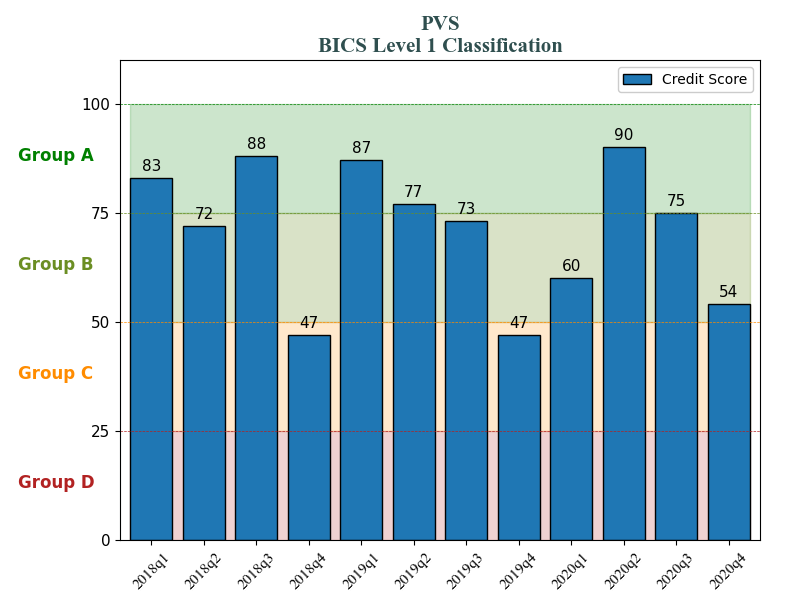 PVS
BICS Level 1 Classification
Credit Score
100
75
50
25
0
Group A
Group B
Group C
Group D
83
72
88
47
87
77
73
47
60
90
75
54
2018q1
2018q2
2018q3
2018q4
2019q1
2019q2
2019q3
2019q4
2020q1
2020q2
2020q3
2020q4